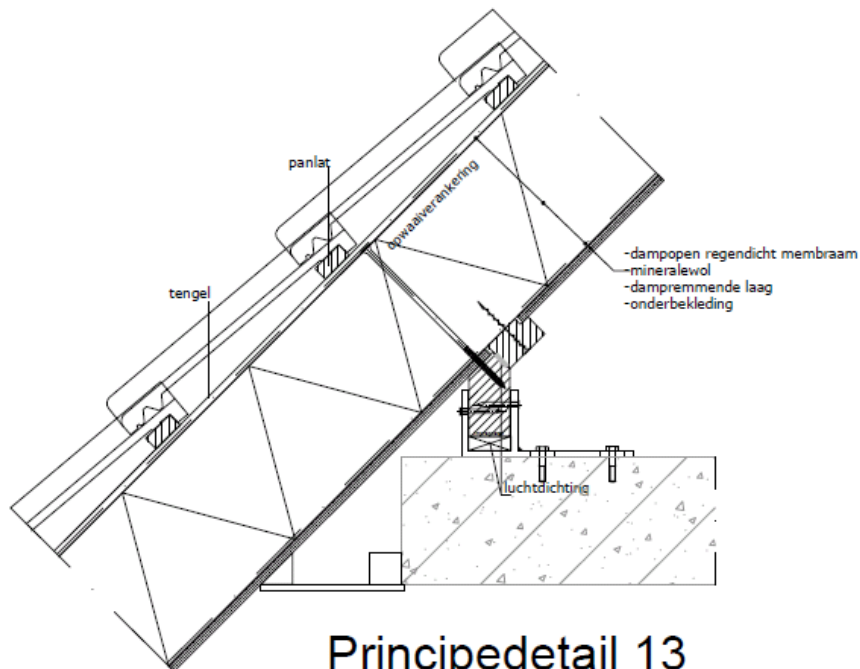 panlat
opwaaiverankering
tengel
-dampopen regendicht membraam
-mineralewol
-dampremmende laag
-onderbekleding
luchtdichting
Principedetail 13